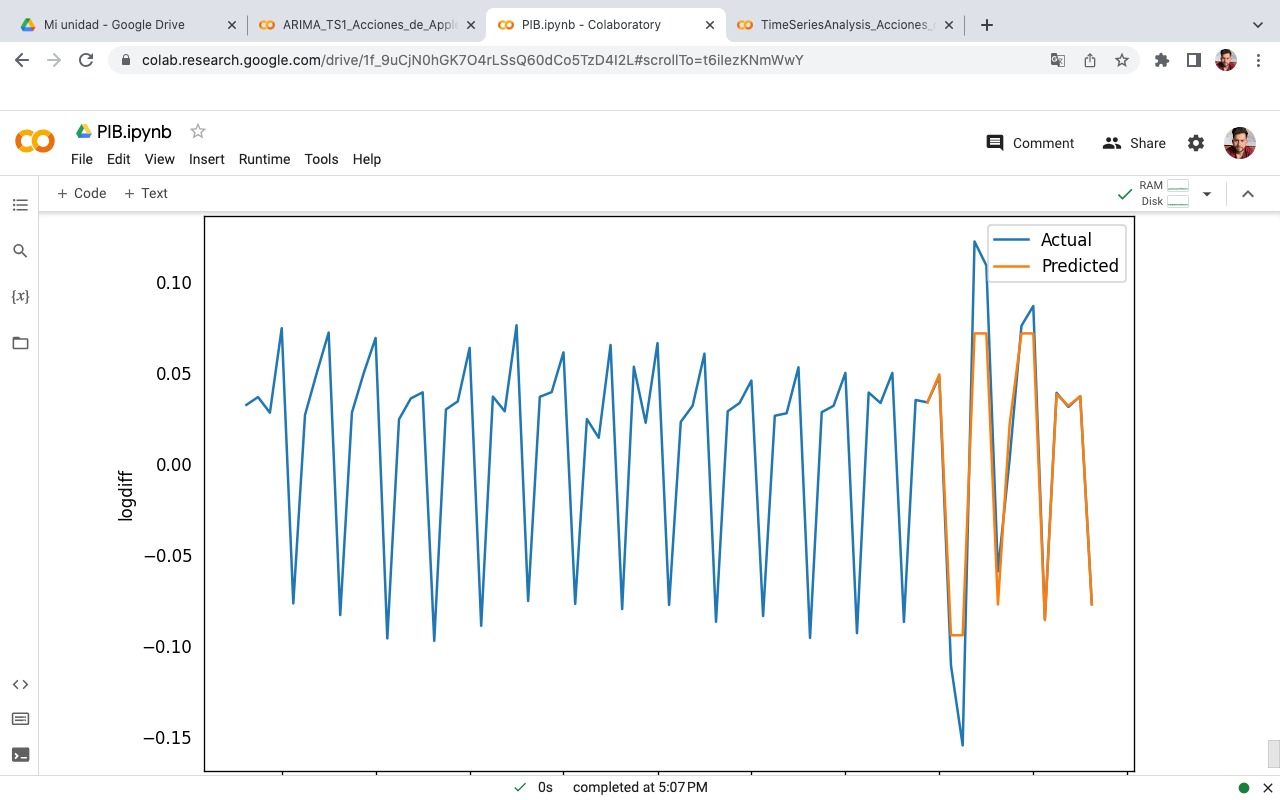 Mi unidad - Google Drive
ARIMA_TS1_Acciones_de_Apple
PIB.ipynb - Colaboratory
TimeSeriesAnalysis_Acciones_
colab.research.google.com/drive/1f_9uCjN0hGK7O4rLSsQ60dCo5TzD4I2L#scrollTo=t6iIezKNmWwY
PIB.ipynb
Comment
Share
File Edit View Insert Runtime Tools Help
+ Code + Text
RAM
Disk
{x}
Actual
Predicted
0.10
0.05
0.00
−0.05
−0.10
−0.15
logdiff
0s completed at 5:07 PM